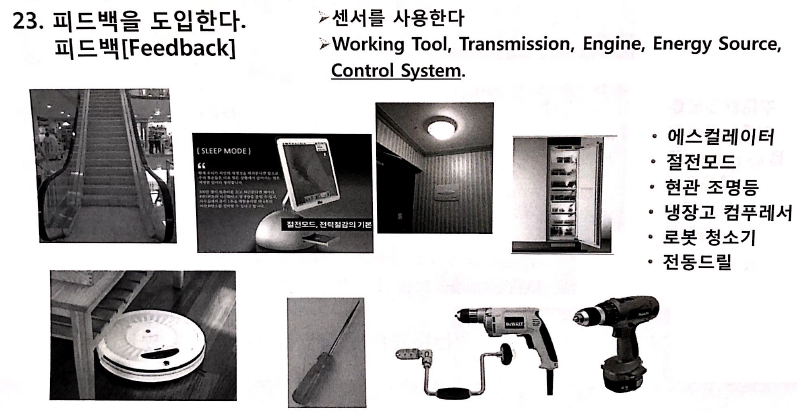 23. 피드백을 도입한다.
피드백[Feedback]
➢센서를 사용한다
➢Working Tool, Transmission, Engine, Energy Source,
Control System.
[ SLEEP MODE ]
절전모드, 전력절감의 기본
DEWALT
• 에스컬레이터
• 절전모드
• 현관 조명등
• 냉장고 컴푸레서
• 로봇 청소기
• 전동드릴